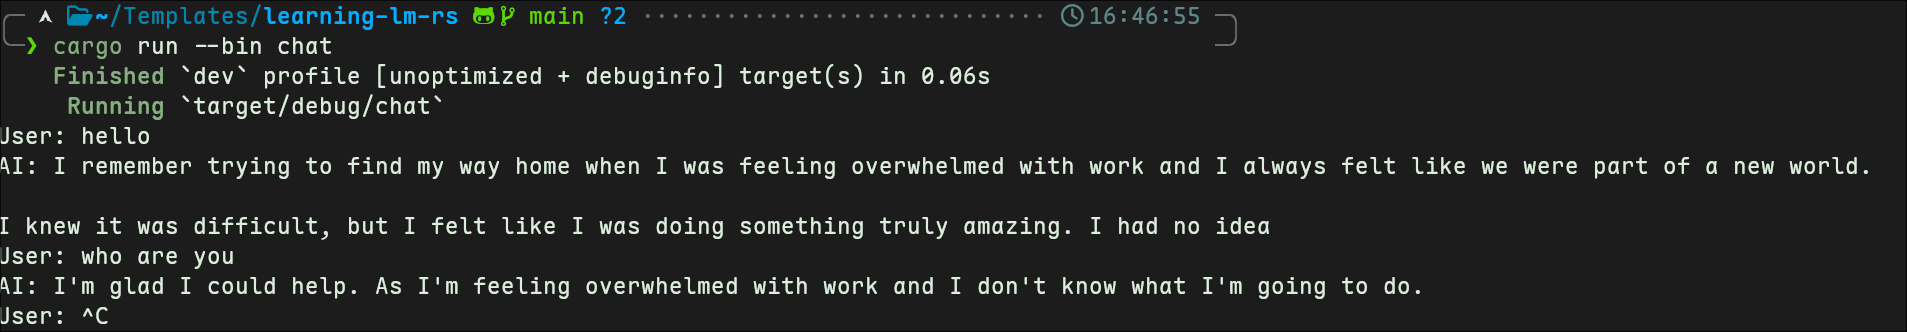 ~/Templates/learning-lm-rs main ?2 ································ 16:46:55
❯ cargo run --bin chat
Finished `dev` profile [unoptimized + debuginfo] target(s) in 0.06s
Running `target/debug/chat`
User: hello
AI: I remember trying to find my way home when I was feeling overwhelmed with work and I always felt like we were part of a new world.
I knew it was difficult, but I felt like I was doing something truly amazing. I had no idea
User: who are you
AI: I'm glad I could help. As I'm feeling overwhelmed with work and I don't know what I'm going to do.
User: ^C